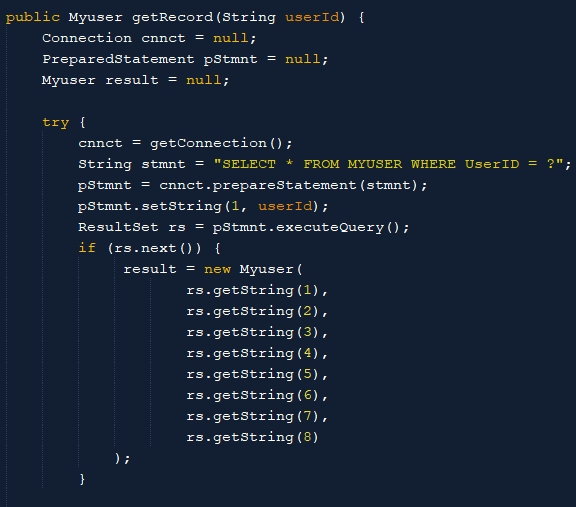 public Myuser getRecord(String userId) {
    Connection cnnct = null;
    PreparedStatement pStmnt = null;
    Myuser result = null;

    try {
        cnnct = getConnection();
        String stmnt = "SELECT * FROM MYUSER WHERE UserID = ?";
        pStmnt = cnnct.prepareStatement(stmnt);
        pStmnt.setString(1, userId);
        ResultSet rs = pStmnt.executeQuery();
        if (rs.next()) {
             result = new Myuser(
                    rs.getString(1),
                    rs.getString(2),
                    rs.getString(3),
                    rs.getString(4),
                    rs.getString(5),
                    rs.getString(6),
                    rs.getString(7),
                    rs.getString(8)
            );
        }